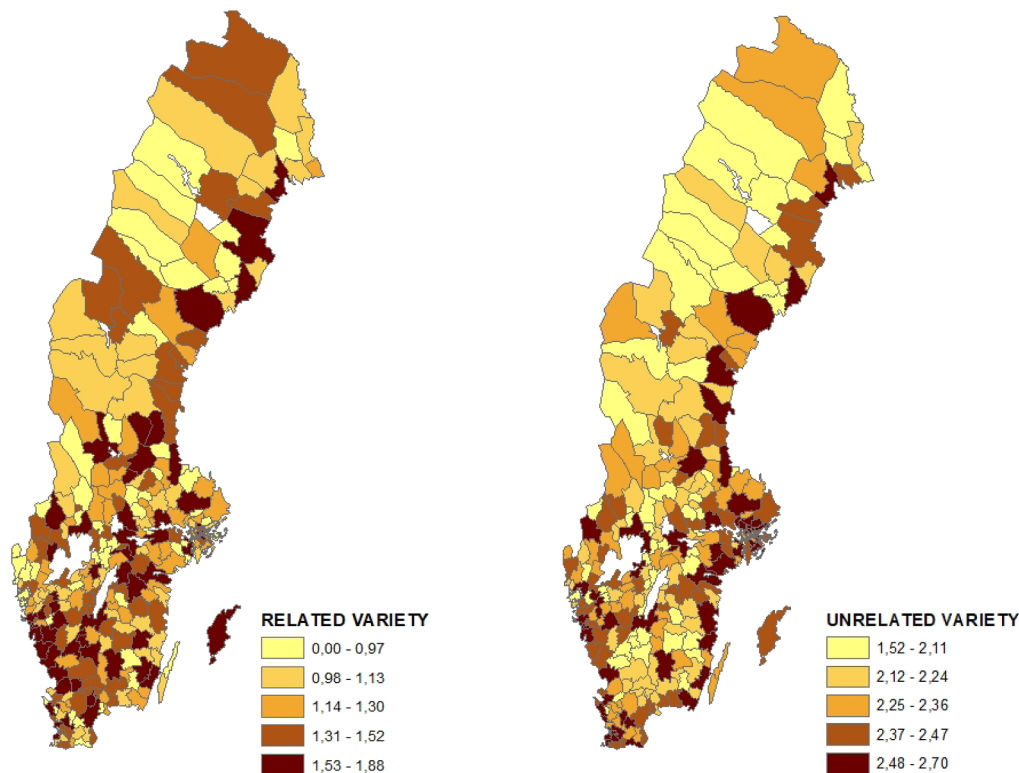 RELATED VARIETY
0,00 - 0,97
0,98 - 1,13
1,14 - 1,30
1,31 - 1,52
1,53 - 1,88
UNRELATED VARIETY
1,52 - 2,11
2,12 - 2,24
2,25 - 2,36
2,37 - 2,47
2,48 - 2,70